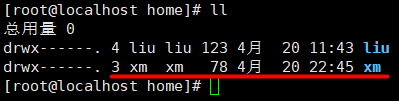 [root@localhost home]# ll
总用量 0
drwx------. 4 liu liu 123 4月  20 11:43 liu
drwx------. 3 xm  xm   78 4月  20 22:45 xm
[root@localhost home]#